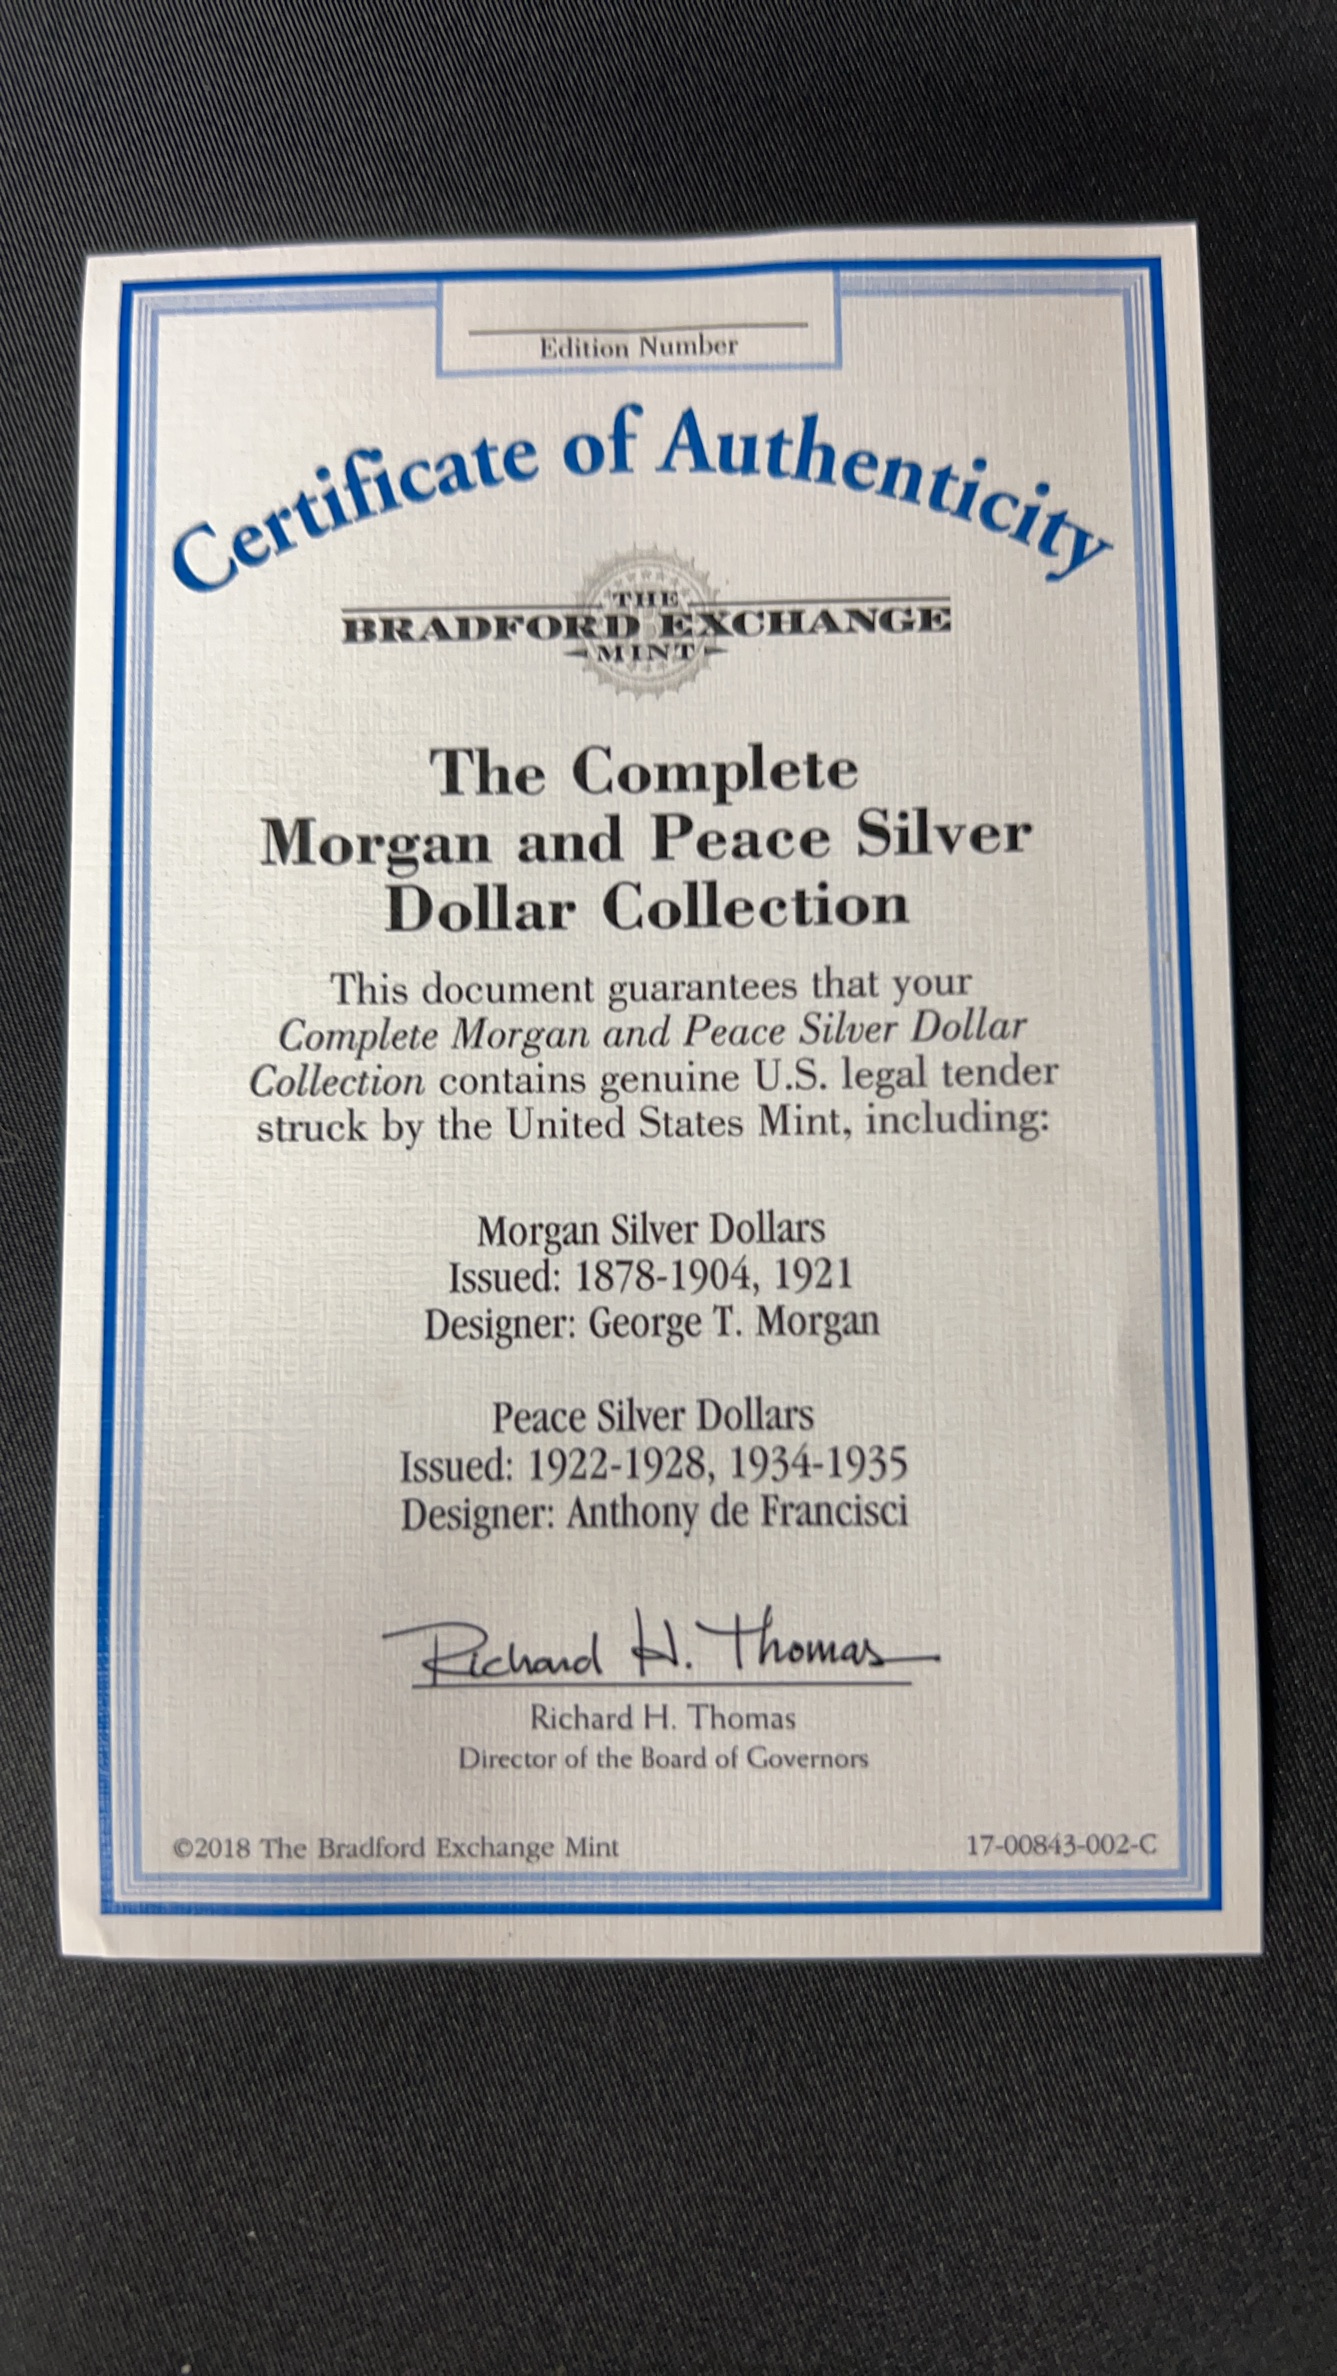 Edition Number
Certificate of Authenticity
THE
BRADFORD EXCHANGE
MINT
The Complete
Morgan and Peace Silver
Dollar Collection
This document guarantees that your
Complete Morgan and Peace Silver Dollar
Collection contains genuine U.S. legal tender
struck by the United States Mint, including:
Morgan Silver Dollars
Issued: 1878-1904, 1921
Designer: George T. Morgan
Peace Silver Dollars
Issued: 1922-1928, 1934-1935
Designer: Anthony de Francisci
Richard H. Thomas
Richard H. Thomas
Director of the Board of Governors
©2018 The Bradford Exchange Mint
17-00843-002-C